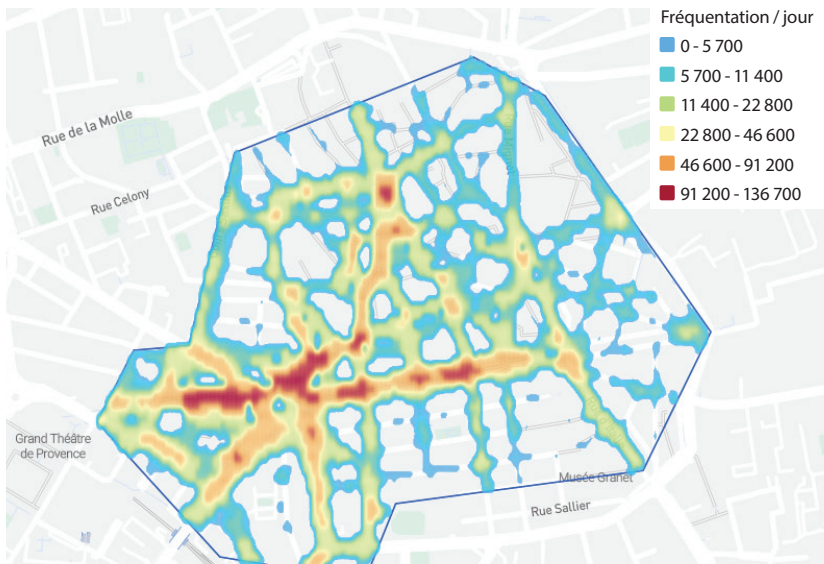 Fréquentation / jour
0 - 5 700
5 700 - 11 400
11 400 - 22 800
22 800 - 46 600
46 600 - 91 200
91 200 - 136 700
Rue de la Molle
Rue Celony
Grand Théâtre
de Provence
Musée Granet
Rue Sallier